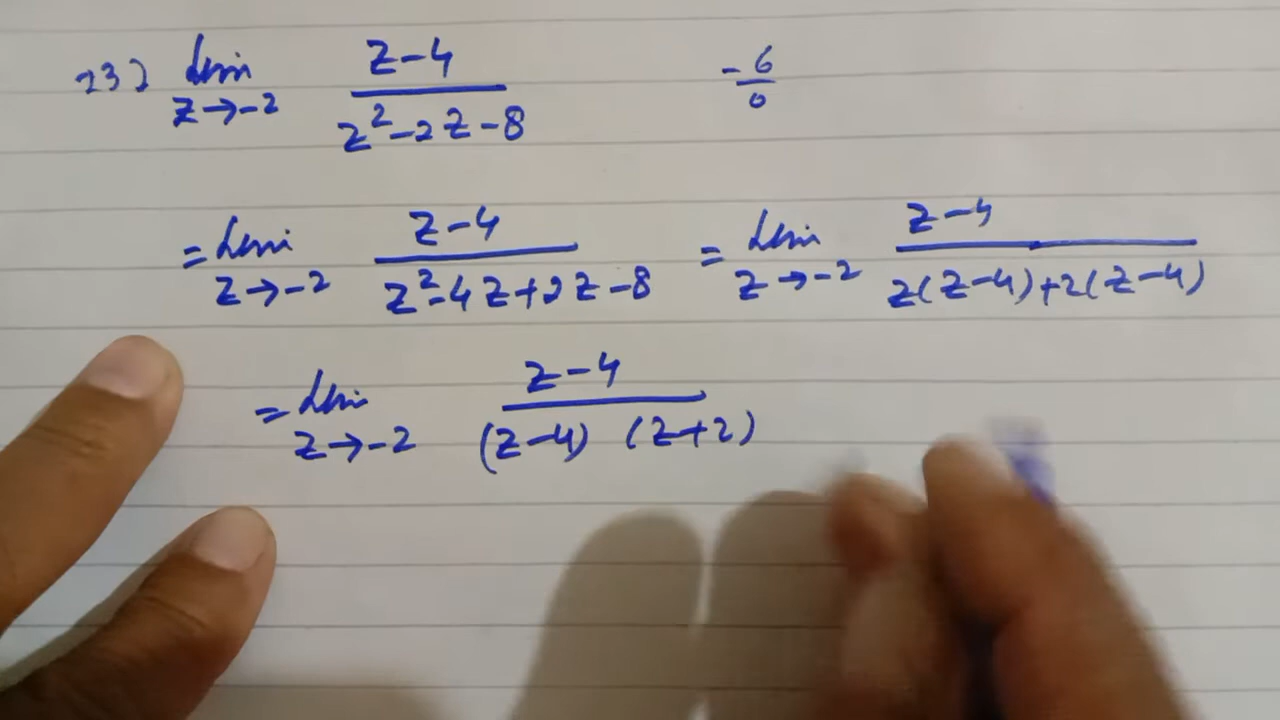 23) Lim z→-2 z-4 / z²-2z-8 -6/0
= Lim z→-2 z-4 / z²-4z+2z-8 = Lim z→-2 z-4 / z(z-4)+2(z-4)
= Lim z→-2 z-4 / (z-4) (z+2)